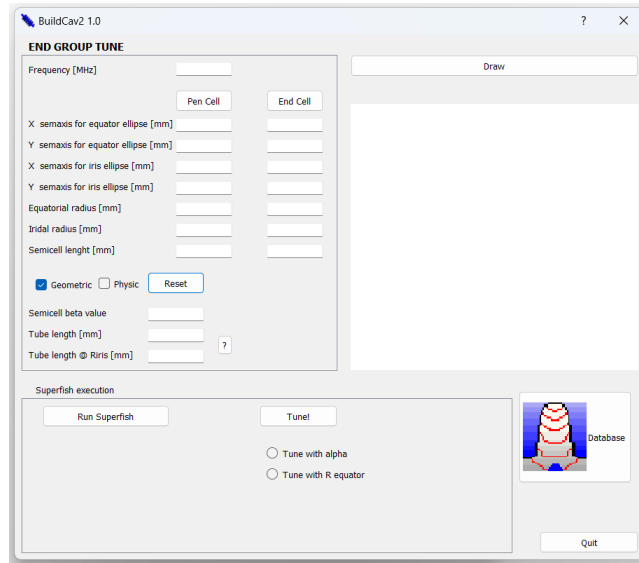 BuildCav2 1.0
? X
END GROUP TUNE
Frequency [MHz]
Draw
Pen Cell End Cell
X semaxis for equator ellipse [mm]
Y semaxis for equator ellipse [mm]
X semaxis for iris ellipse [mm]
Y semaxis for iris ellipse [mm]
Equatorial radius [mm]
Iridal radius [mm]
Semicell lenght [mm]
Geometric Physic Reset
Semicell beta value
Tube length [mm]
?
Tube length @ Riris [mm]
Superfish execution
Run Superfish Tune!
Tune with alpha
Tune with R equator
Database
Quit